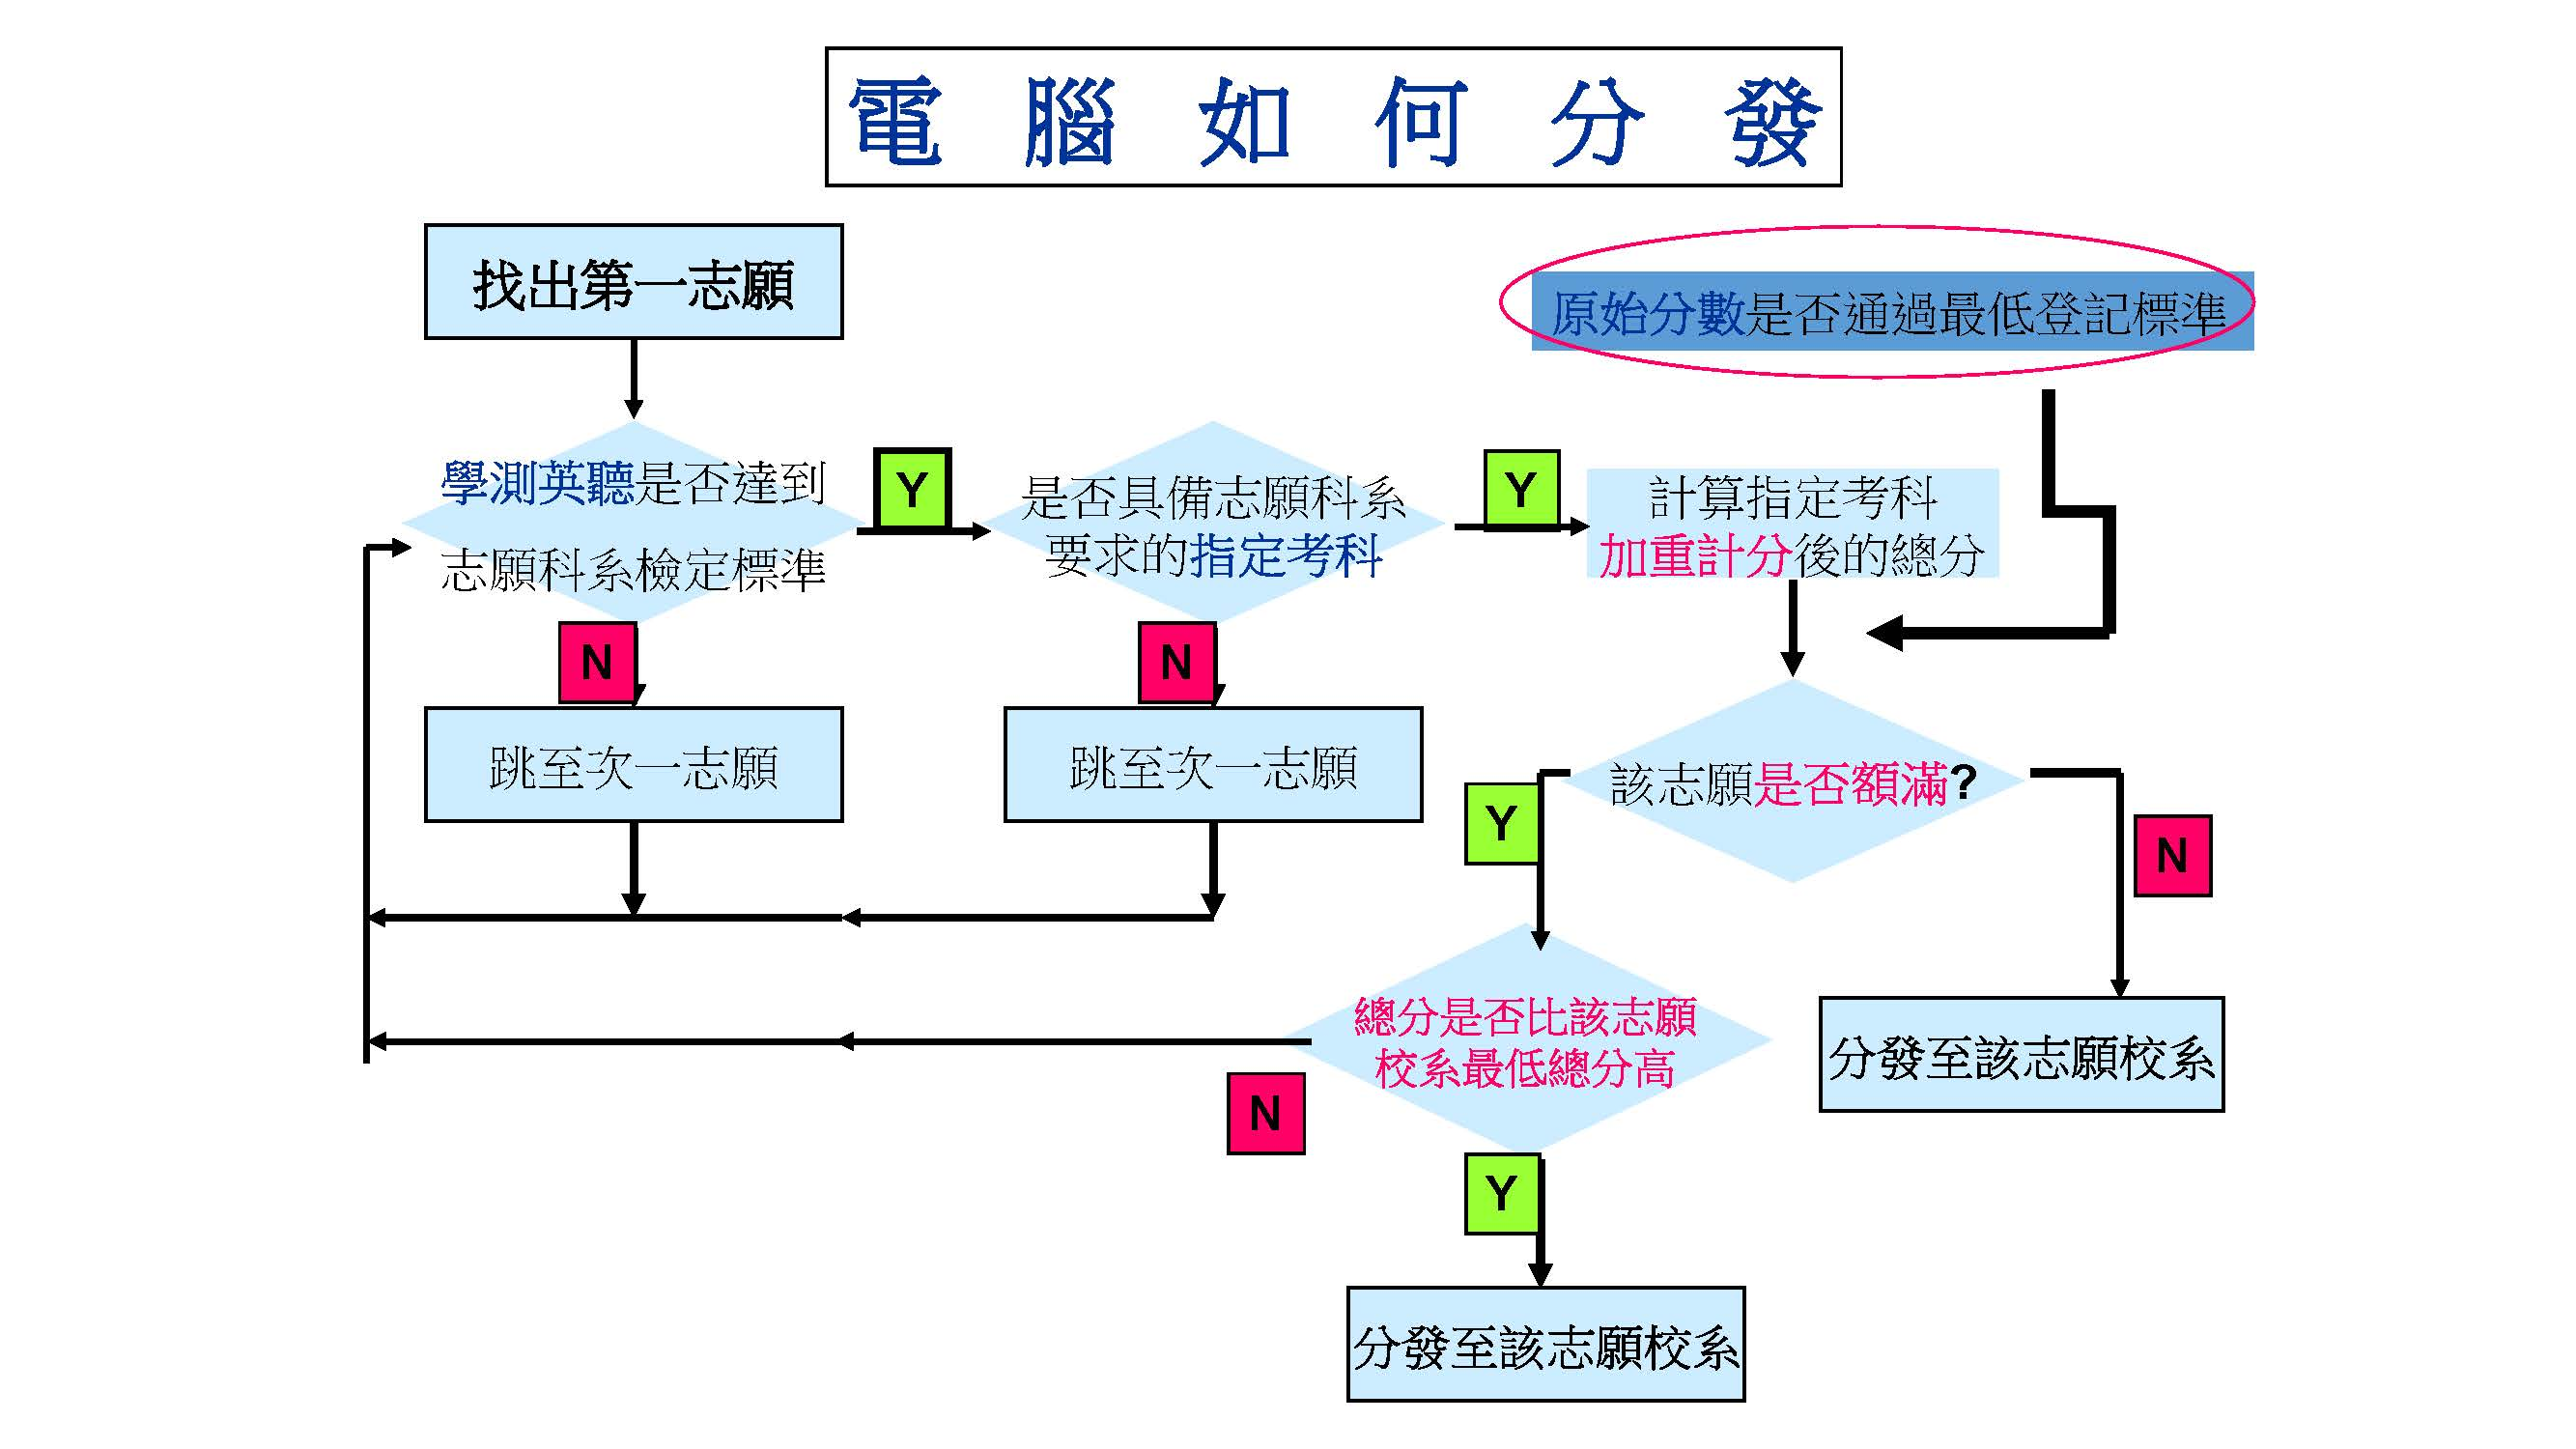 電腦如何分發
找出第一志願
原始分數是否通過最低登記標準
學測英聽是否達到
志願科系檢定標準
Y
是否具備志願科系
要求的指定考科
Y
計算指定考科
加重計分後的總分
N
N
跳至次一志願
跳至次一志願
該志願是否額滿?
Y
N
總分是否比該志願
校系最低總分高
分發至該志願校系
N
Y
分發至該志願校系